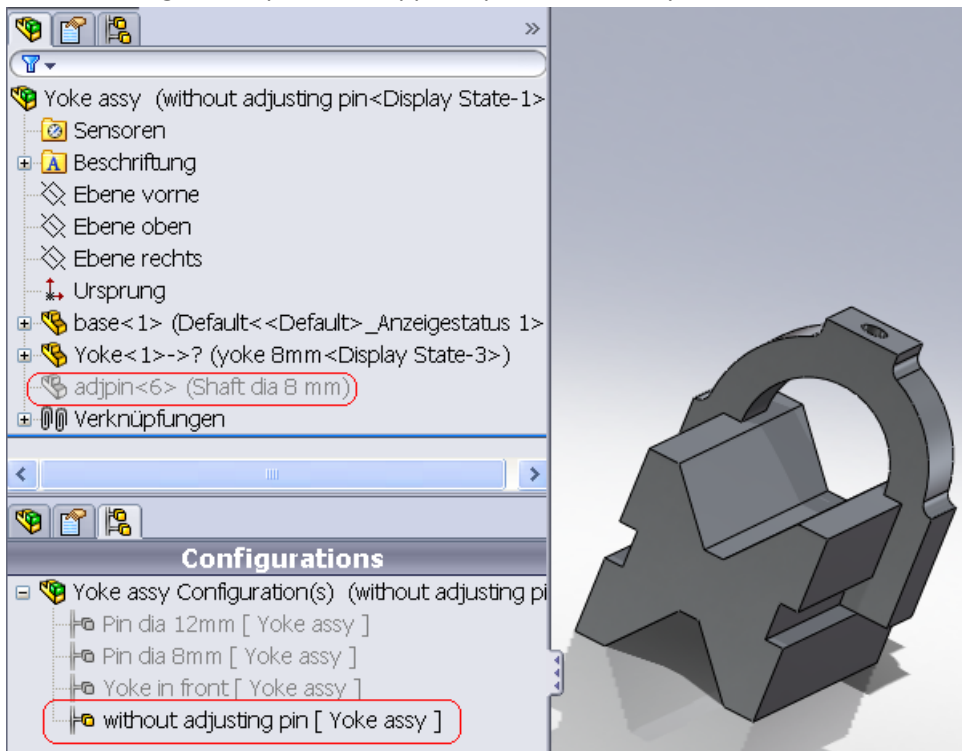 Yoke assy (without adjusting pin<Display State-1>
Sensoren
Beschriftung
Ebene vorne
Ebene oben
Ebene rechts
Ursprung
base<1> (Default<<Default>_Anzeigestatus 1>
Yoke<1>->? (yoke 8mm<Display State-3>)
adjpin<6> (Shaft dia 8 mm)
Verknüpfungen
Configurations
Yoke assy Configuration(s) (without adjusting pi
Pin dia 12mm [ Yoke assy ]
Pin dia 8mm [ Yoke assy ]
Yoke in front [ Yoke assy ]
without adjusting pin [ Yoke assy ]